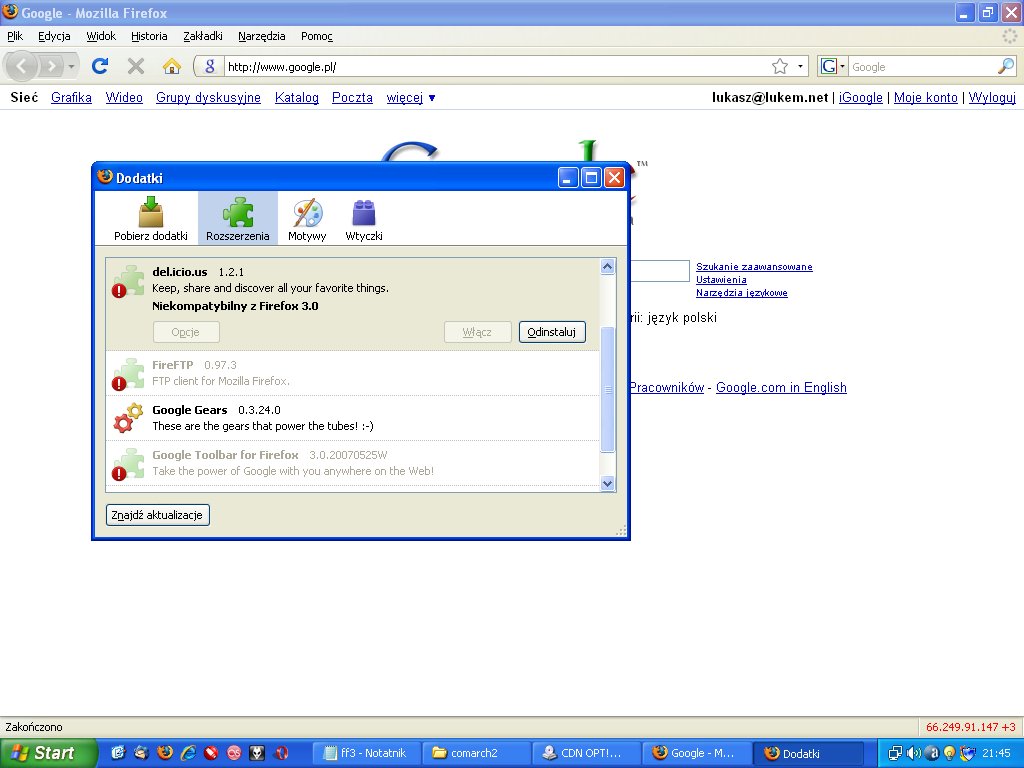 Google - Mozilla Firefox
Plik Edycja Widok Historia Zakładki Narzędzia Pomoc
http://www.google.pl/ Google
Sieć Grafika Wideo Grupy dyskusyjne Katalog Poczta więcej ▼ lukasz@lukem.net | iGoogle | Moje konto | Wyloguj
TM
Dodatki
Pobierz dodatki Rozszerzenia Motywy Wtyczki
del.icio.us 1.2.1
Keep, share and discover all your favorite things.
Niekompatybilny z Firefox 3.0
Opcje Włącz Odinstaluj
FireFTP 0.97.3
FTP client for Mozilla Firefox.
Google Gears 0.3.24.0
These are the gears that power the tubes! :-)
Google Toolbar for Firefox 3.0.20070525W
Take the power of Google with you anywhere on the Web!
Znajdź aktualizacje
Szukanie zaawansowane
Ustawienia
Narzędzia językowe
rii: język polski
Pracowników - Google.com in English
Zakończono 66.249.91.147 +3
Start ff3 - Notatnik comarch2 CDN OPT!... Google - M... Dodatki 21:45